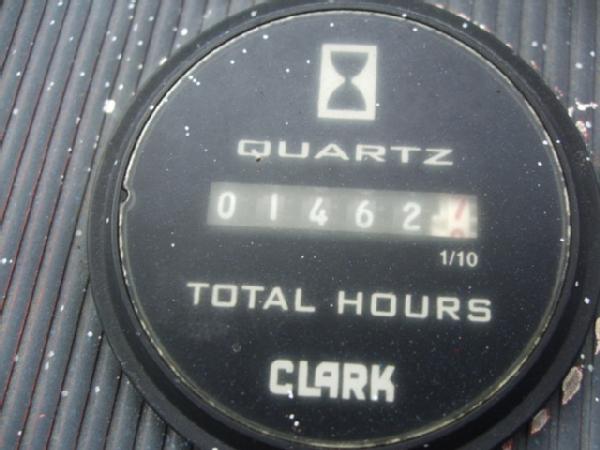 QUARTZ
01462
1/10
TOTAL HOURS
CLARK